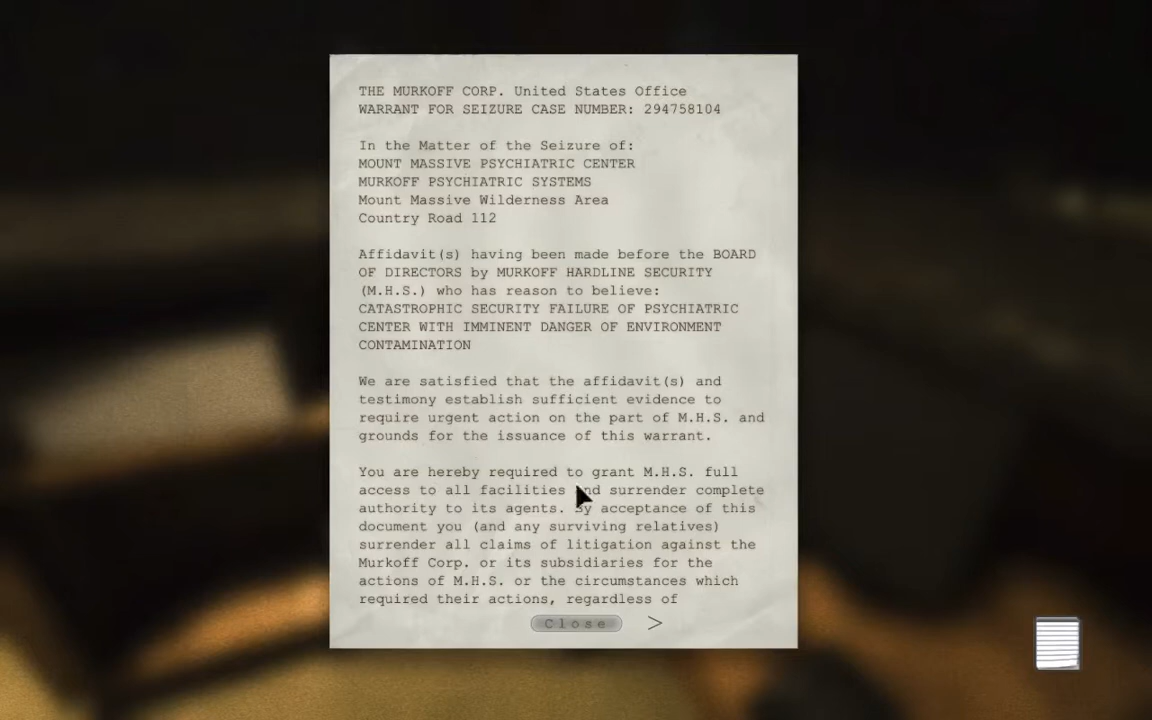 THE MURKOFF CORP. United States Office
WARRANT FOR SEIZURE CASE NUMBER: 294758104
In the Matter of the Seizure of:
MOUNT MASSIVE PSYCHIATRIC CENTER
MURKOFF PSYCHIATRIC SYSTEMS
Mount Massive Wilderness Area
Country Road 112
Affidavit(s) having been made before the BOARD
OF DIRECTORS by MURKOFF HARDLINE SECURITY
(M.H.S.) who has reason to believe:
CATASTROPHIC SECURITY FAILURE OF PSYCHIATRIC
CENTER WITH IMMINENT DANGER OF ENVIRONMENT
CONTAMINATION
We are satisfied that the affidavit(s) and
testimony establish sufficient evidence to
require urgent action on the part of M.H.S. and
grounds for the issuance of this warrant.
You are hereby required to grant M.H.S. full
access to all facilities and surrender complete
authority to its agents. By acceptance of this
document you (and any surviving relatives)
surrender all claims of litigation against the
Murkoff Corp. or its subsidiaries for the
actions of M.H.S. or the circumstances which
required their actions, regardless of
Close >